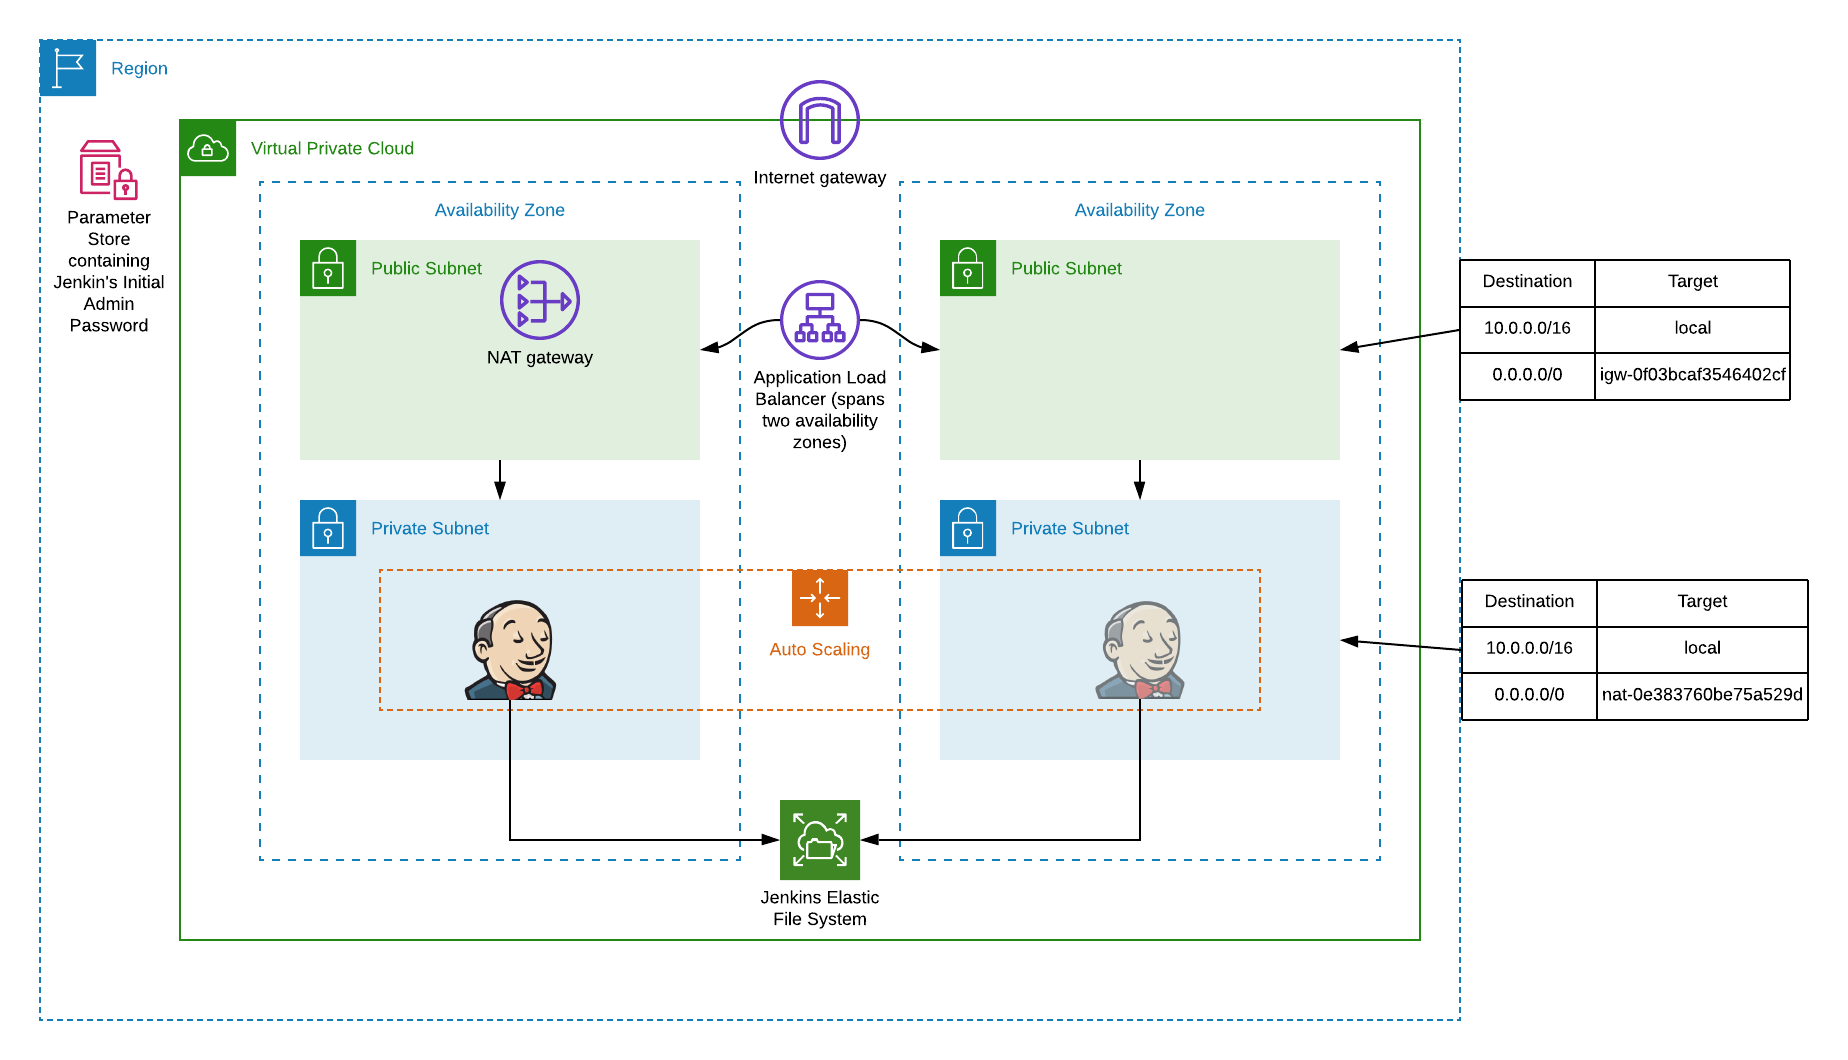 Region
Parameter
Store
containing
Jenkin's Initial
Admin
Password
Virtual Private Cloud
Internet gateway
Availability Zone
Public Subnet
NAT gateway
Application Load
Balancer (spans
two availability
zones)
Availability Zone
Public Subnet
Private Subnet
Private Subnet
Auto Scaling
Jenkins Elastic
File System
Destination Target
10.0.0.0/16 local
0.0.0.0/0 igw-0f03bcaf3546402cf
Destination Target
10.0.0.0/16 local
0.0.0.0/0 nat-0e383760be75a529d